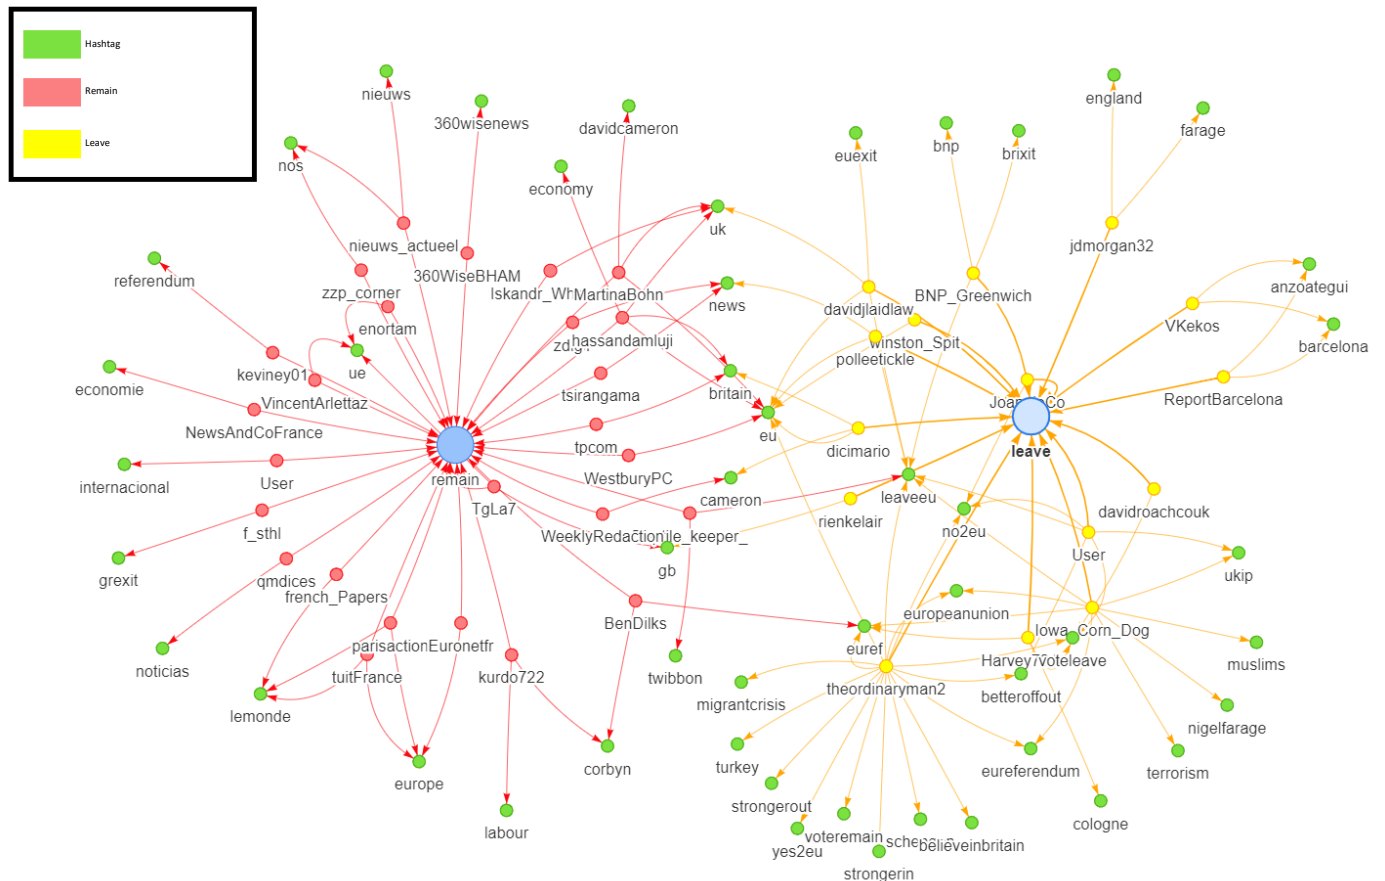 Hashtag
Remain
Leave
nieuws
360wisenews
davidcameron
england
farage
nos
economy
euexit
bnp
brixit
uk
nieuws_actueel
jdmorgan32
referendum
360WiseBHAM
anzoategui
zzp_corner
MartinaBohn
news
davidjlaidlaw
BNP_Greenwich
VKekos
enortam
hassandamluji
Winston_Spit
polleetickle
barcelona
ue
economie
keviney01
tsirangama
britain
VincentArlettaz
ReportBarcelona
NewsAndCoFrance
eu
tpcom
dicimario
leave
internacional
User
remain
WestburyPC
cameron
leaveeu
TgLa7
rienkelair
davidroachcouk
f_sthl
WeeklyRedaction
no2eu
User
gb
grexit
qmdices
ukip
french_Papers
europeanunion
BenDilks
Iowa_Corn_Dog
noticias
parisactionEuronetfr
euref
voteleave
muslims
tuitFrance
kurdo722
twibbon
theordinaryman2
betteroffout
lemonde
migrantcrisis
nigelfarage
europe
corbyn
turkey
eureferendum
terrorism
strongerout
labour
voteremain
believeinbritain
cologne
yes2eu
strongerin